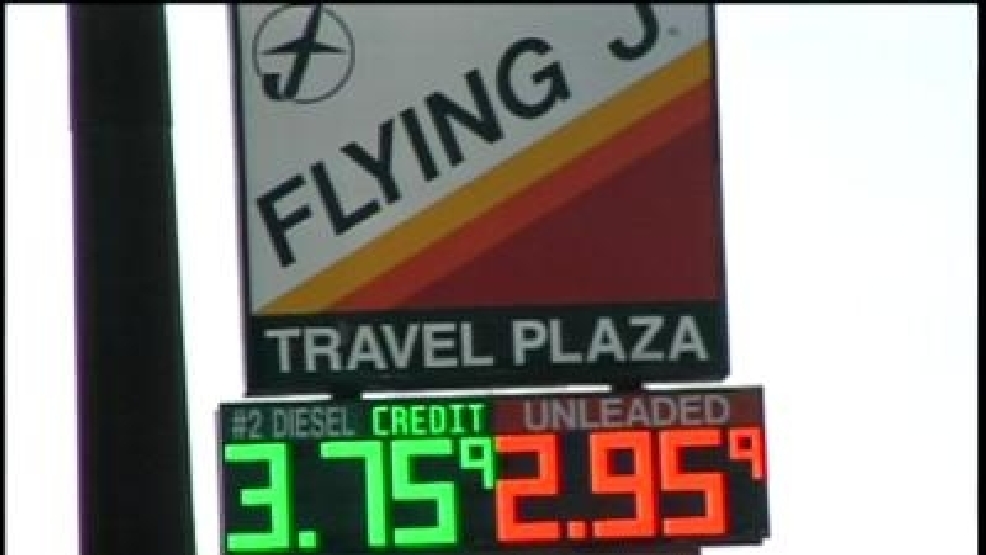 FLYING J
TRAVEL PLAZA
#2 DIESEL CREDIT UNLEADED
3.75⁹ 2.95⁹